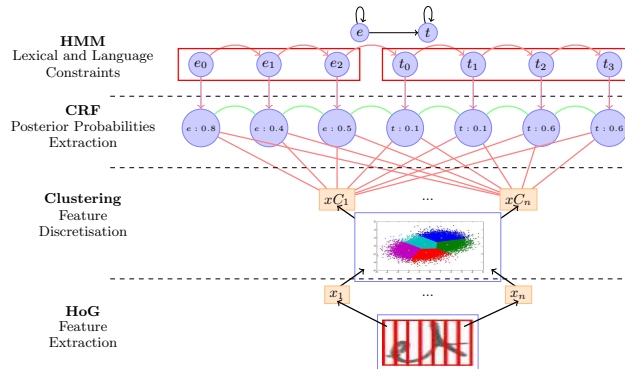 e t
HMM
Lexical and Language
Constraints
e0 e1 e2 t0 t1 t2 t3
CRF
Posterior Probabilities
Extraction
e : 0.8 e : 0.4 e : 0.5 t : 0.1 t : 0.1 t : 0.6 t : 0.6
Clustering
Feature
Discretisation
xC1 ... xCn
HoG
Feature
Extraction
x1 ... xn
et